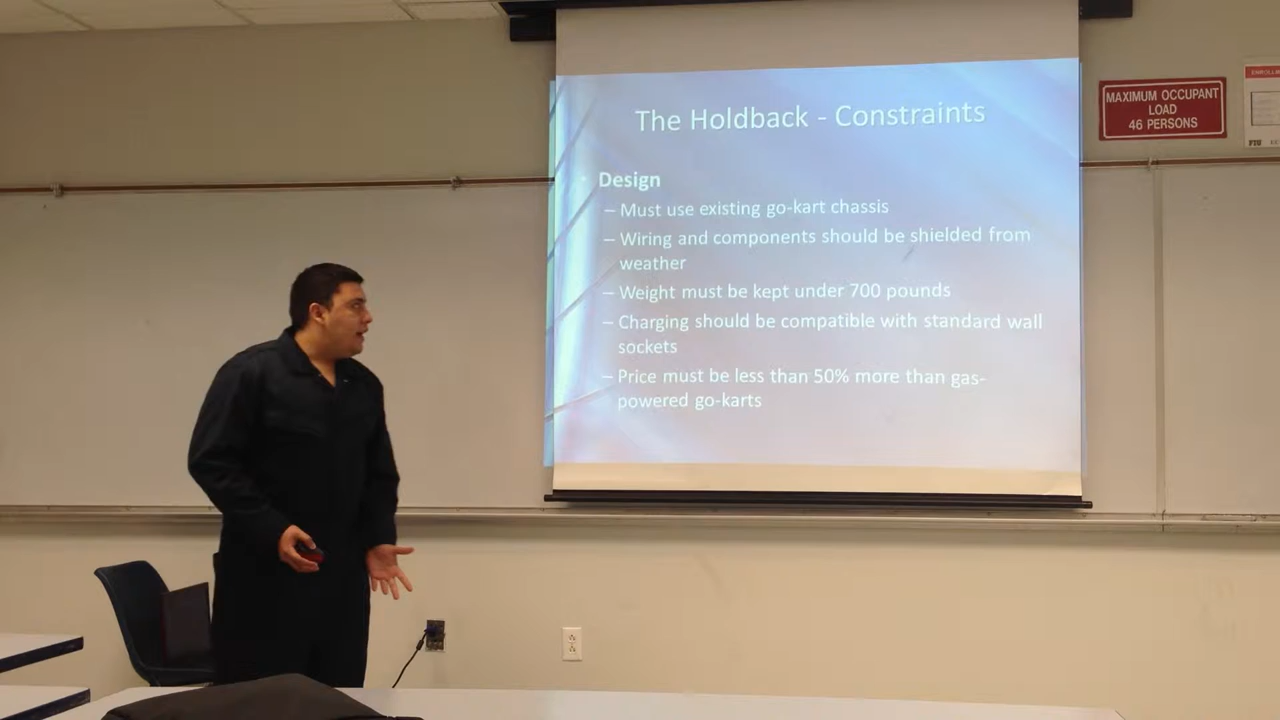 The Holdback - Constraints
• Design
– Must use existing go-kart chassis
– Wiring and components should be shielded from
weather
– Weight must be kept under 700 pounds
– Charging should be compatible with standard wall
sockets
– Price must be less than 50% more than gas-
powered go-karts
MAXIMUM OCCUPANT
LOAD
46 PERSONS
FIU